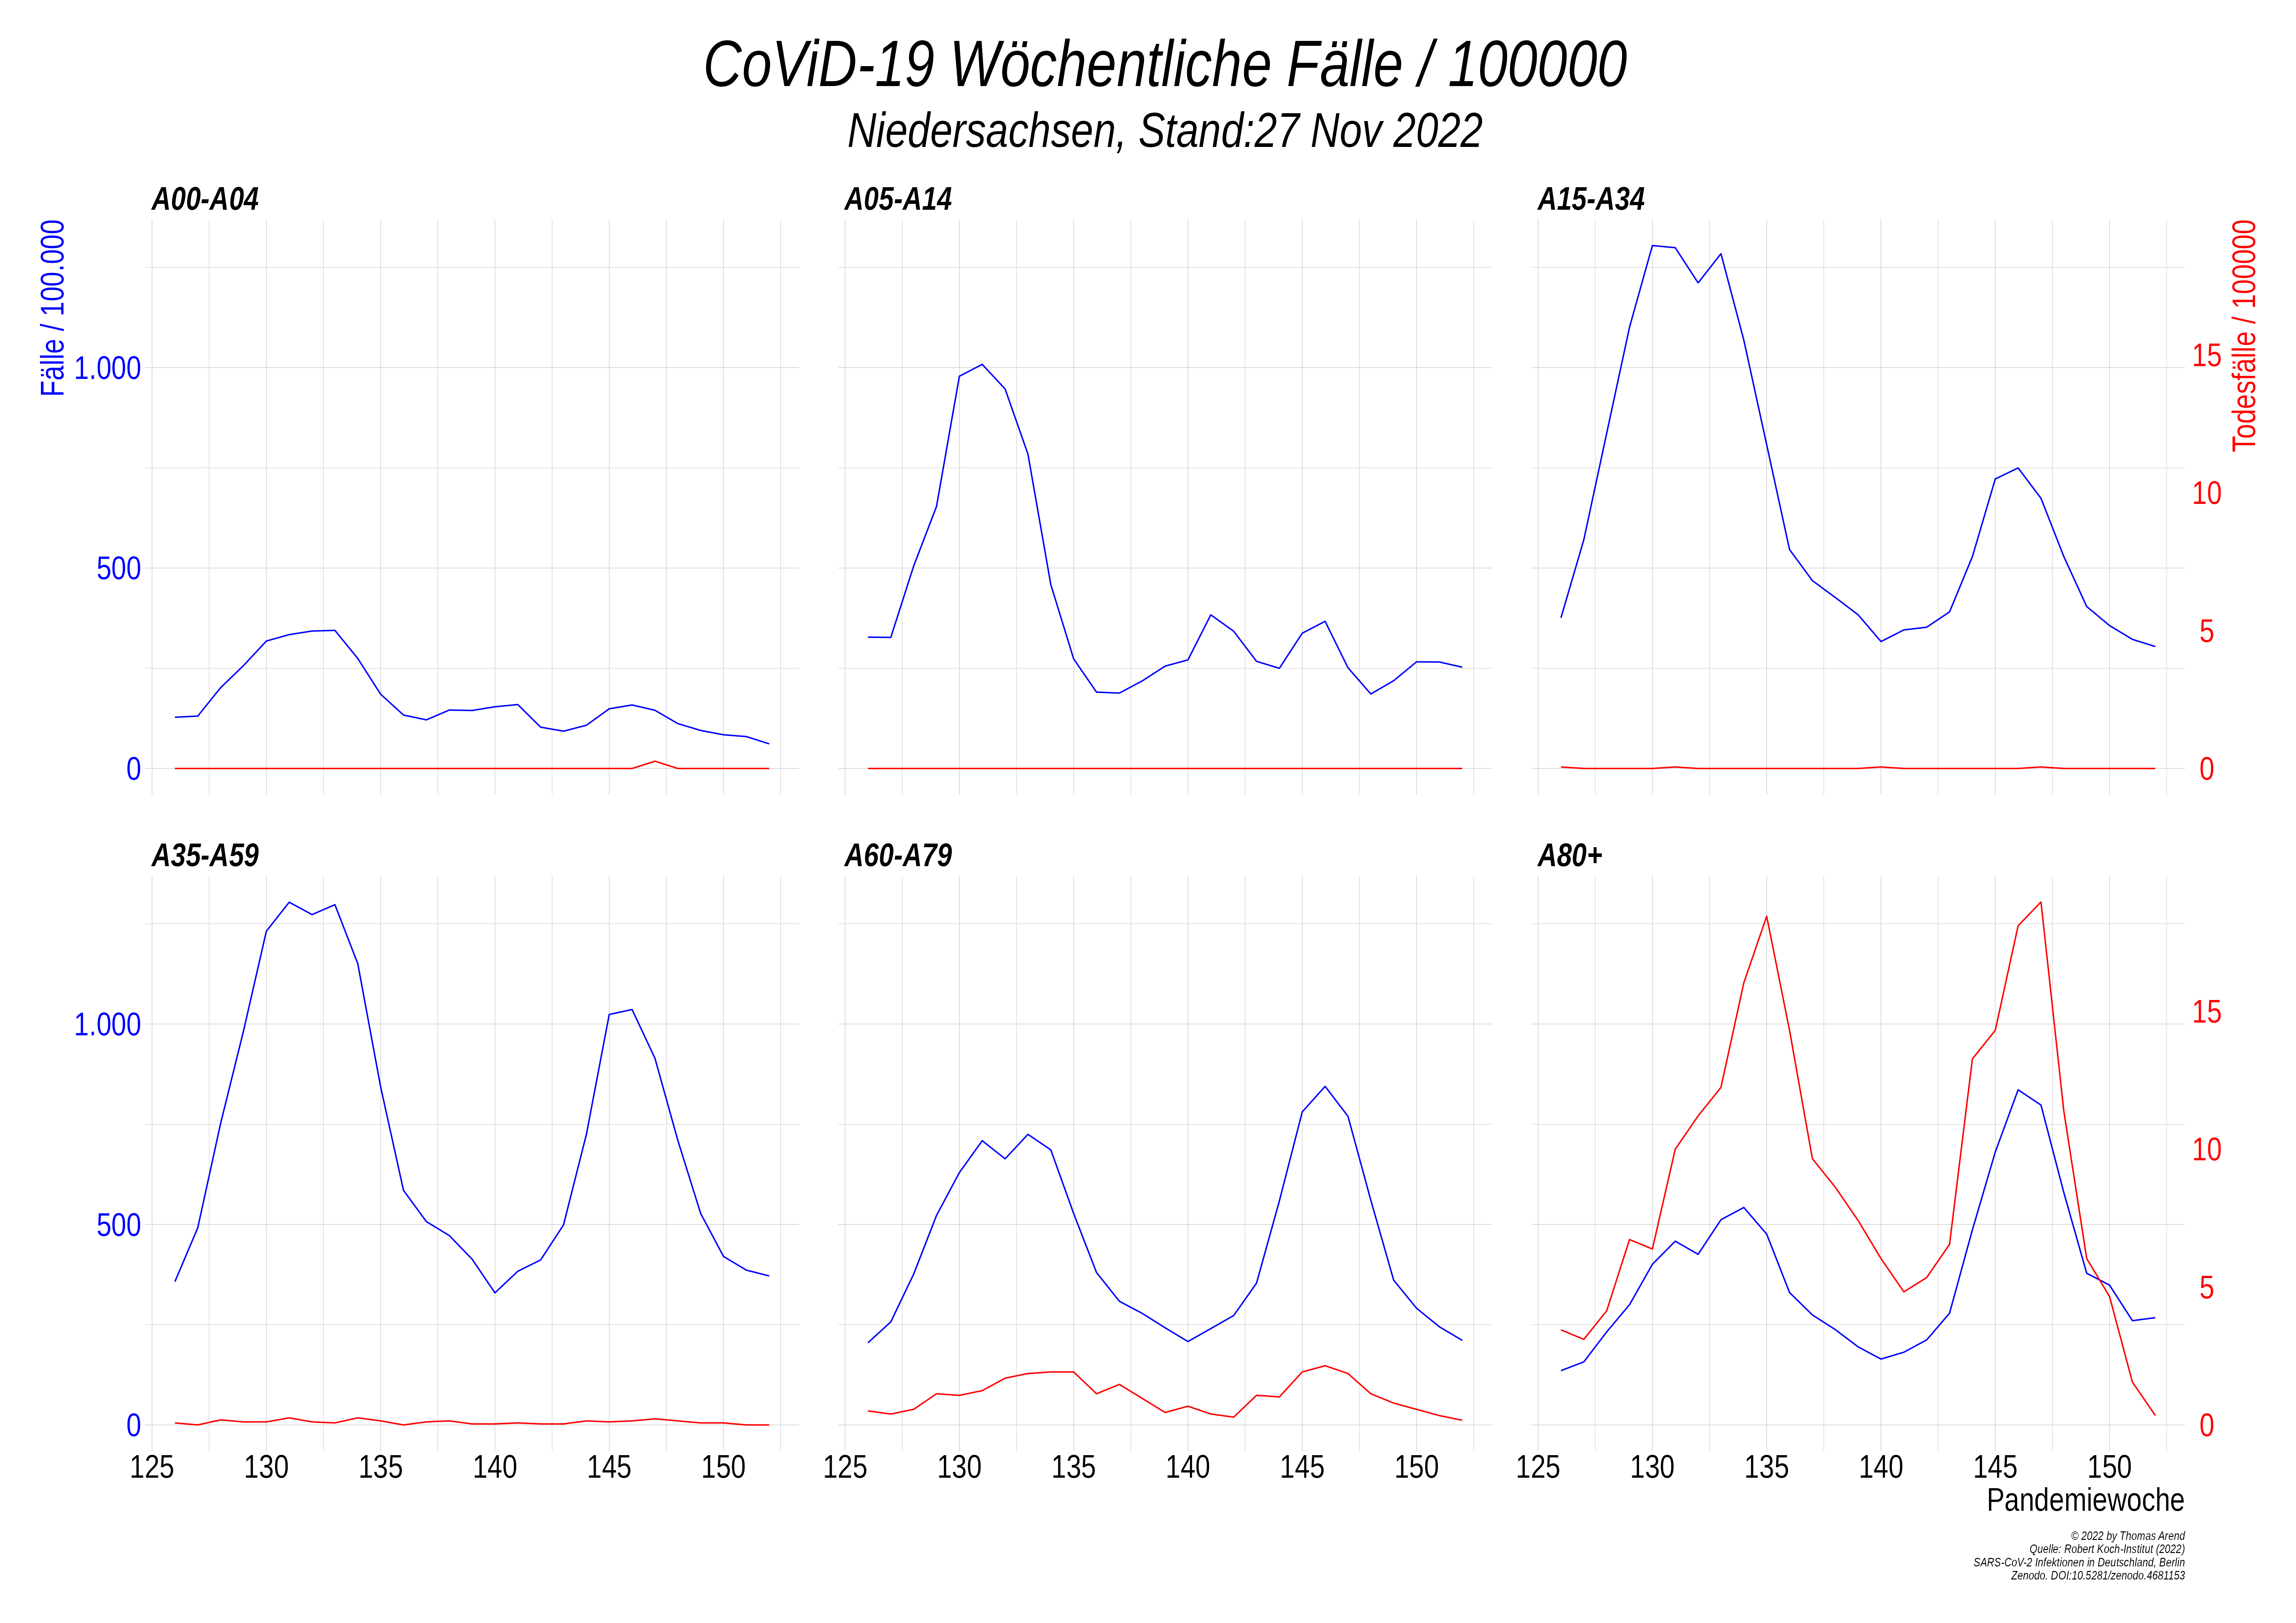 CoViD-19 Wöchentliche Fälle / 100000
Niedersachsen, Stand:27 Nov 2022
A00-A04
A05-A14
A15-A34
Fälle / 100.000
1.000
500
0
Todesfälle / 100000
15
10
5
0
A35-A59
A60-A79
A80+
1.000
500
0
15
10
5
0
125 130 135 140 145 150
125 130 135 140 145 150
125 130 135 140 145 150
Pandemiewoche
© 2022 by Thomas Arend
Quelle: Robert Koch-Institut (2022)
SARS-CoV-2 Infektionen in Deutschland, Berlin
Zenodo. DOI:10.5281/zenodo.4681153